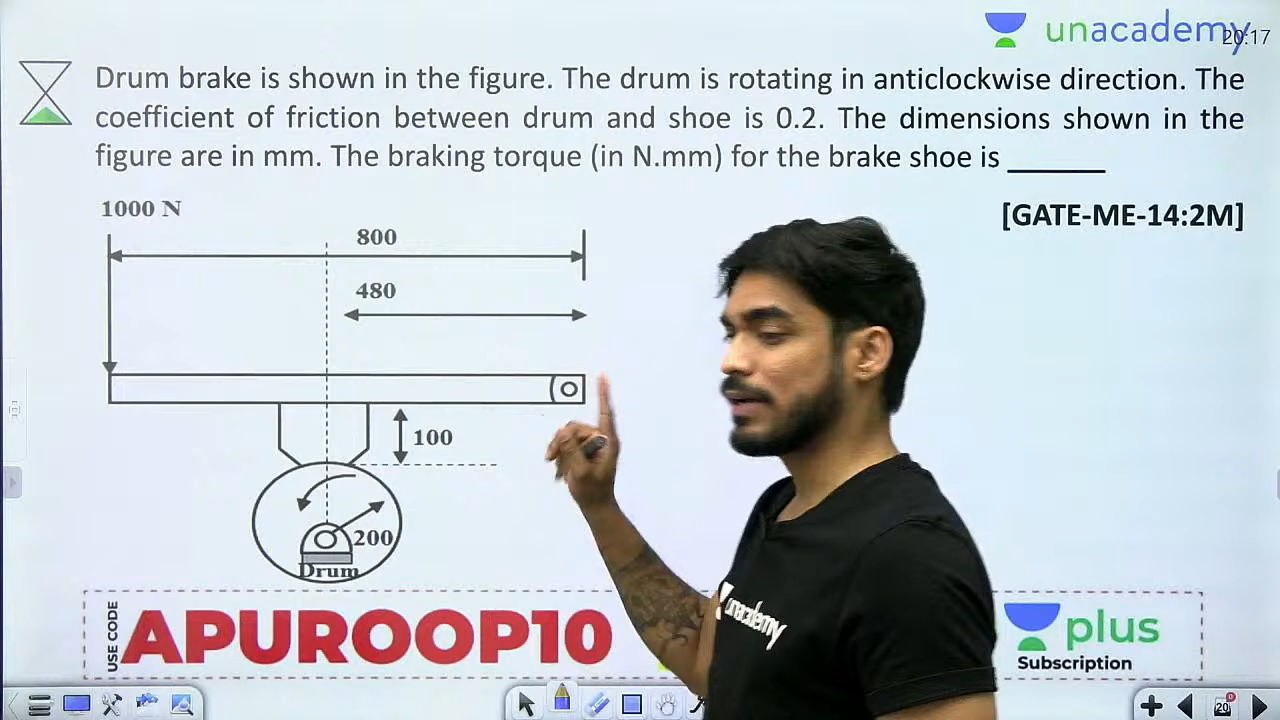 unacademy
20:17
Drum brake is shown in the figure. The drum is rotating in anticlockwise direction. The
coefficient of friction between drum and shoe is 0.2. The dimensions shown in the
figure are in mm. The braking torque (in N.mm) for the brake shoe is ______
[GATE-ME-14:2M]
1000 N
800
480
100
200
Drum
unacademy
USE CODE
APUROOP10
plus
Subscription
20